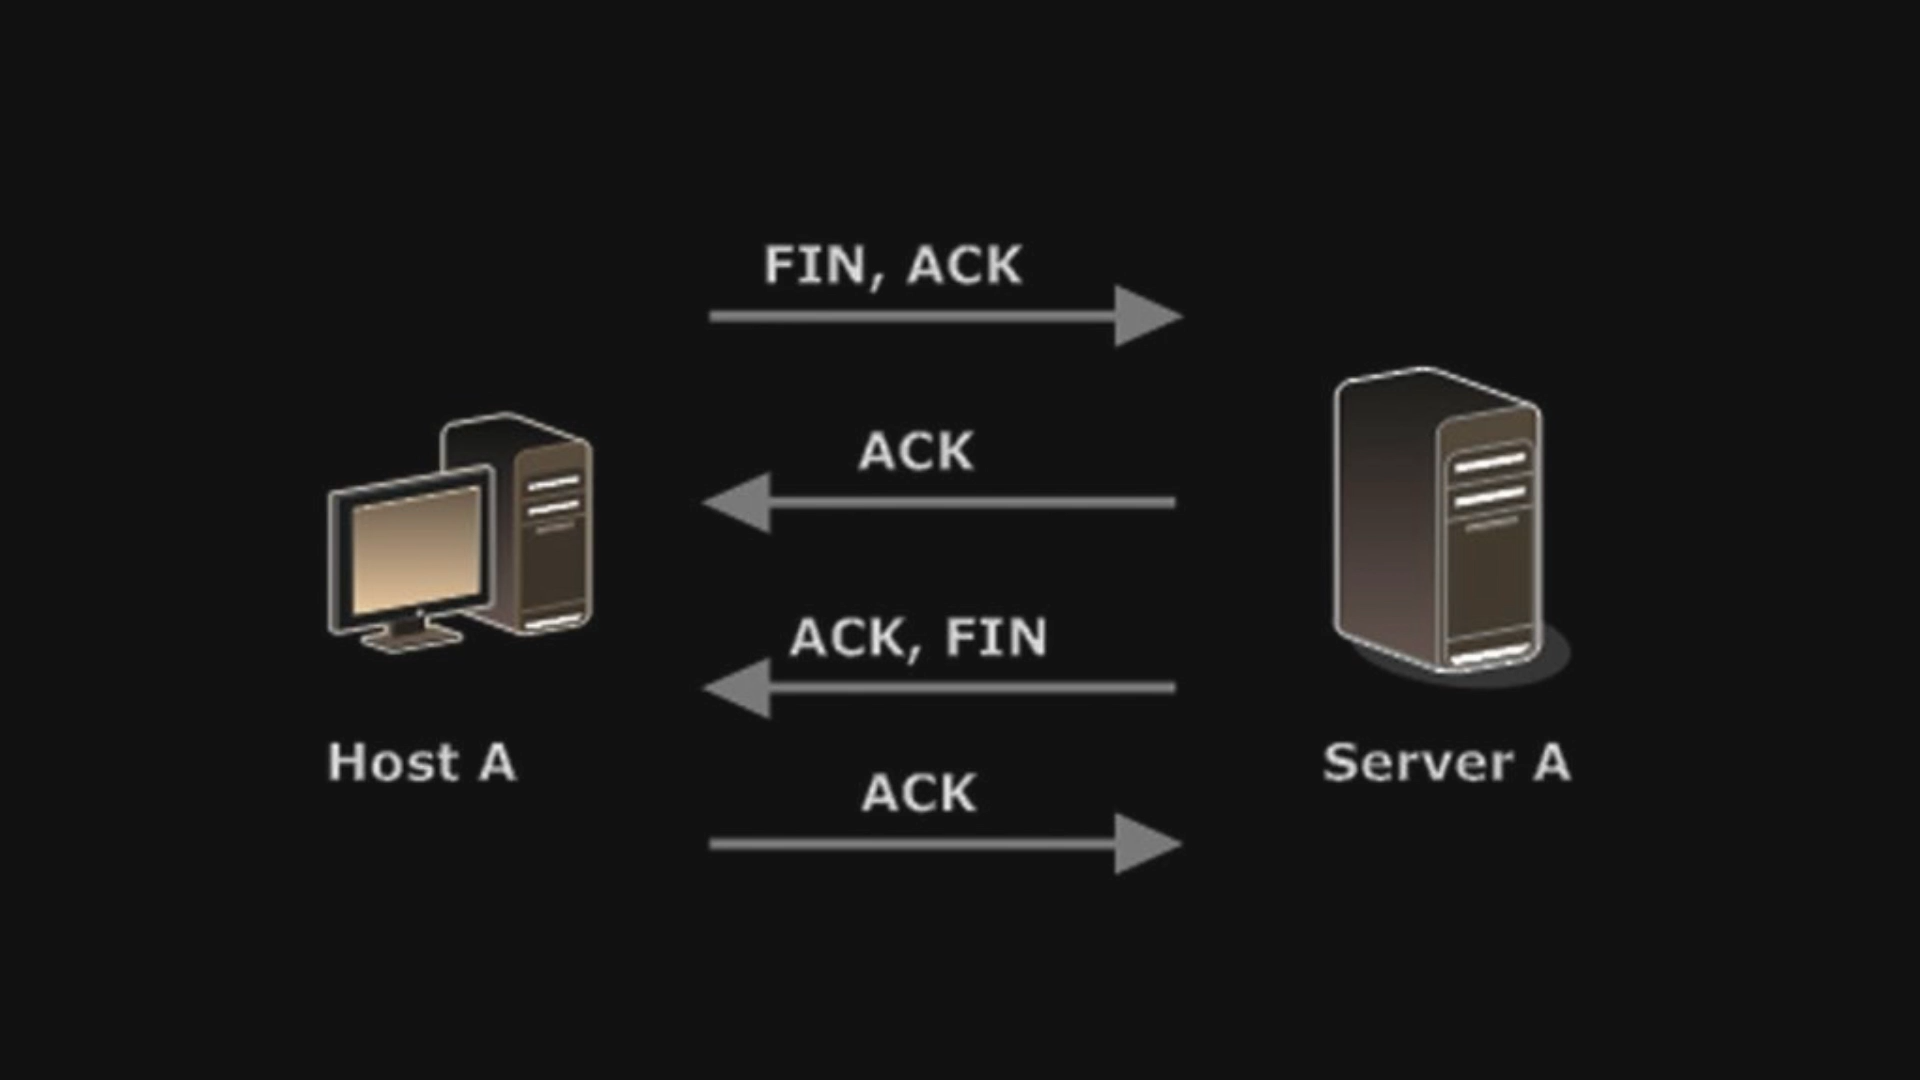 FIN, ACK
ACK
ACK, FIN
Host A
Server A
ACK